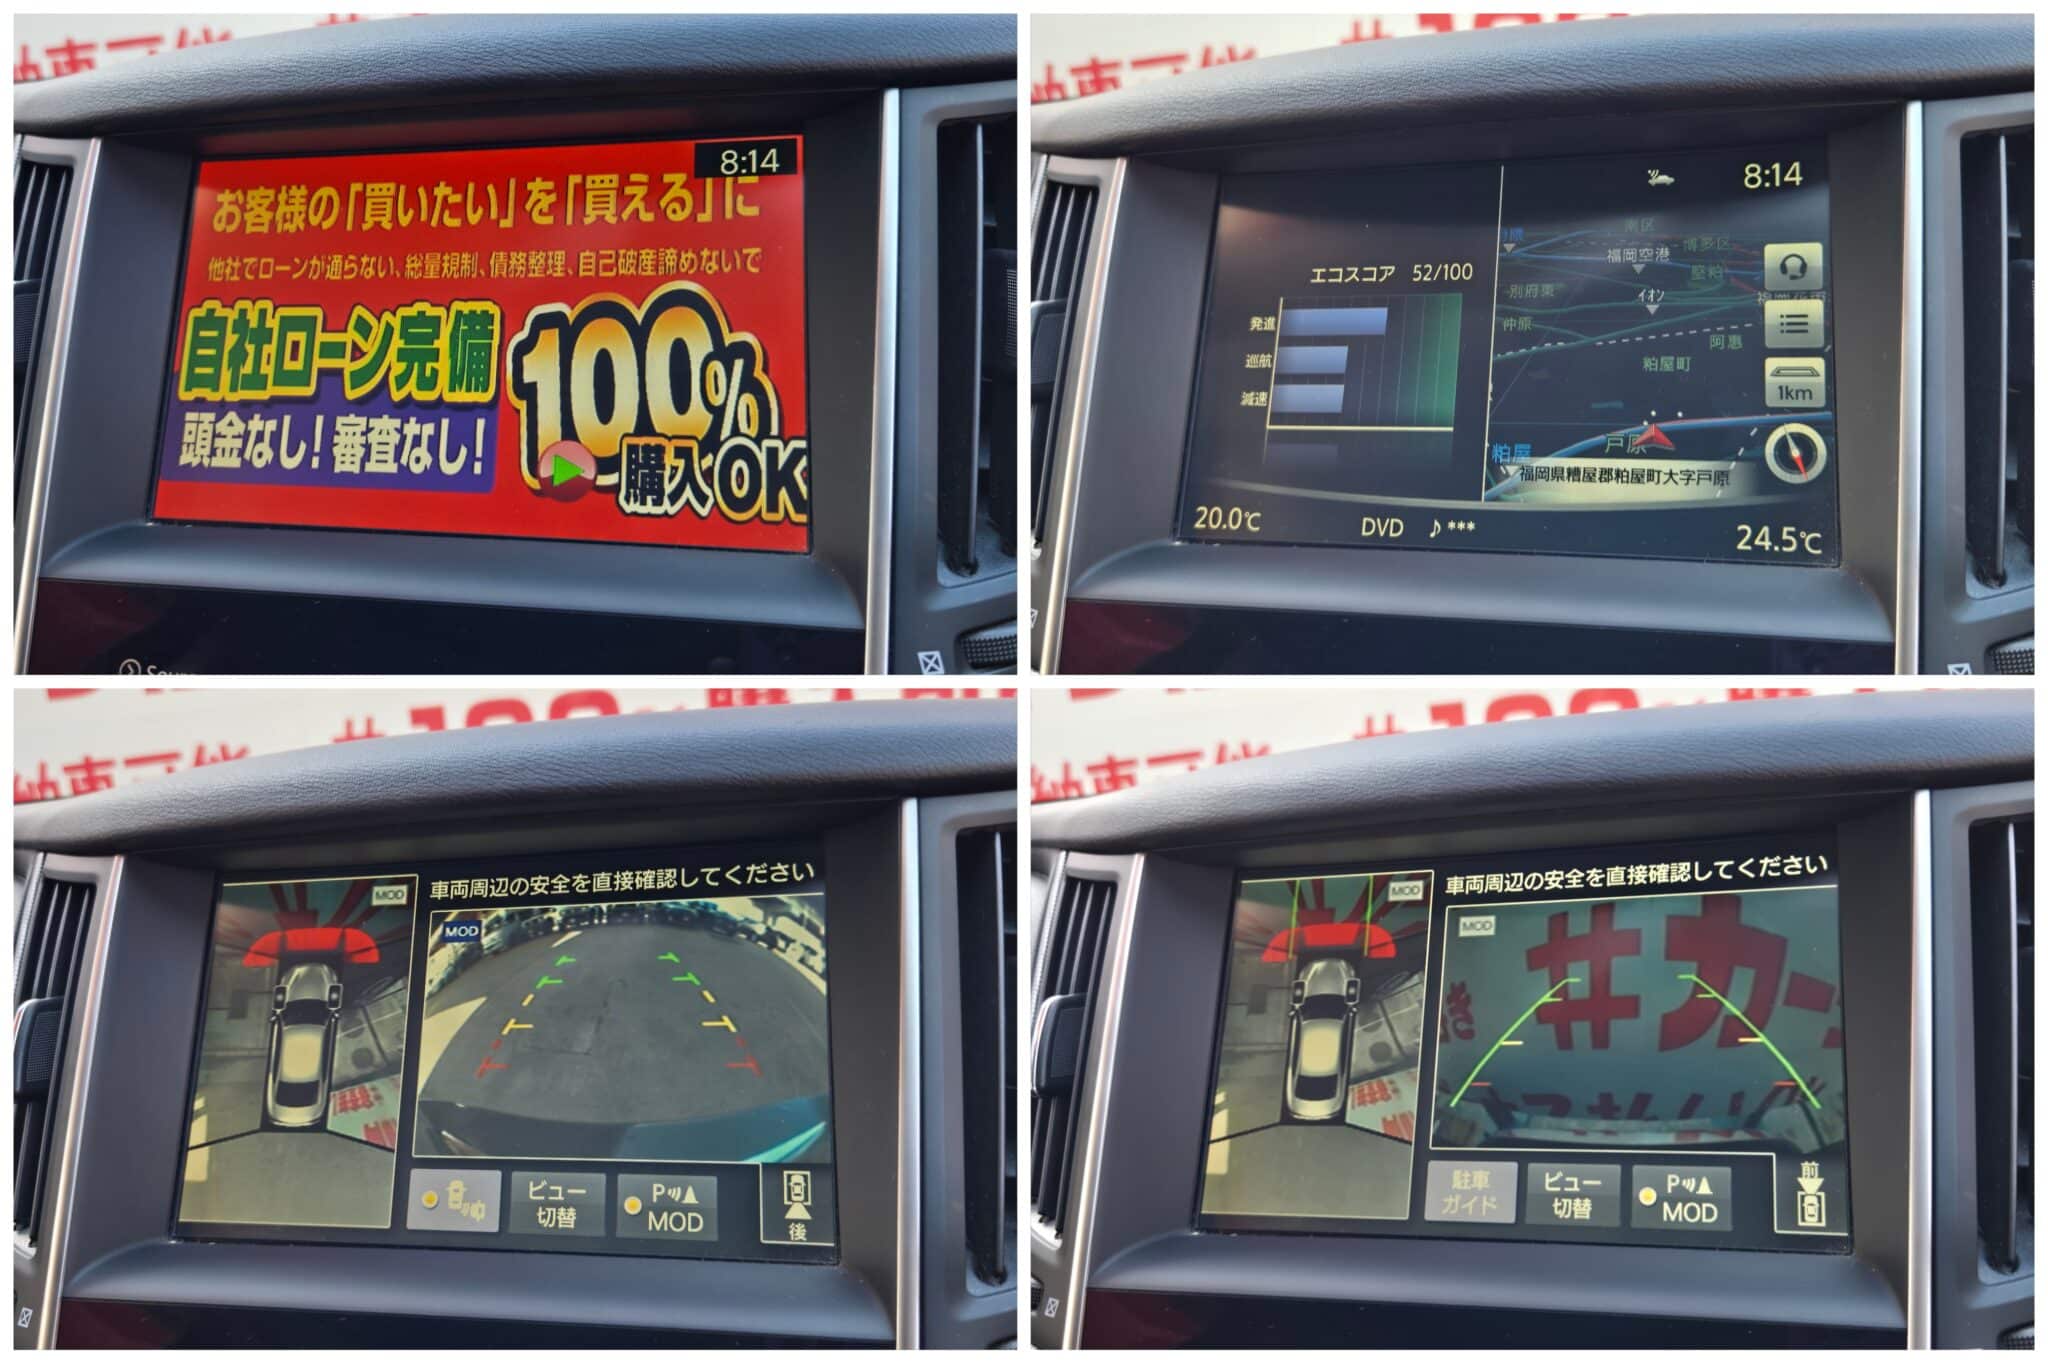 8:14
お客様の「買いたい」を「買える」に
他社でローンが通らない、総量規制、債務整理、自己破産諦めないで
自社ローン完備
頭金なし！審査なし！
100%
購入OK
8:14
エコスコア 52/100
発進
巡航
減速
南区
博多区
福岡空港
堅粕
イオン
別府東
仲原
阿恵
粕屋町
1km
戸原
粕屋
福岡県糟屋郡粕屋町大字戸原
20.0℃
DVD ♪***
24.5℃
MOD
車両周辺の安全を直接確認してください
MOD
ビュー
切替
P
MOD
後
MOD
車両周辺の安全を直接確認してください
MOD
#カー
駐車
ガイド
ビュー
切替
P
MOD
前